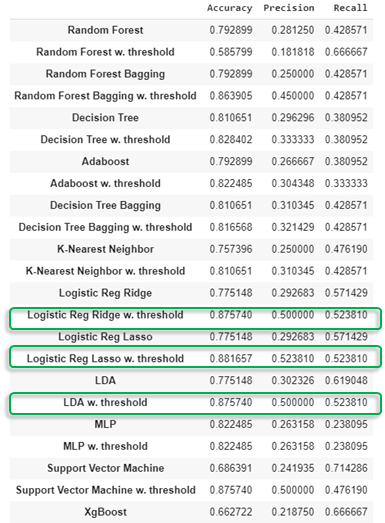 Accuracy Precision Recall
Random Forest 0.792899 0.281250 0.428571
Random Forest w. threshold 0.585799 0.181818 0.666667
Random Forest Bagging 0.792899 0.250000 0.428571
Random Forest Bagging w. threshold 0.863905 0.450000 0.428571
Decision Tree 0.810651 0.296296 0.380952
Decision Tree w. threshold 0.828402 0.333333 0.380952
Adaboost 0.792899 0.266667 0.380952
Adaboost w. threshold 0.822485 0.304348 0.333333
Decision Tree Bagging 0.810651 0.310345 0.428571
Decision Tree Bagging w. threshold 0.816568 0.321429 0.428571
K-Nearest Neighbor 0.757396 0.250000 0.476190
K-Nearest Neighbor w. threshold 0.810651 0.310345 0.428571
Logistic Reg Ridge 0.775148 0.292683 0.571429
Logistic Reg Ridge w. threshold 0.875740 0.500000 0.523810
Logistic Reg Lasso 0.775148 0.292683 0.571429
Logistic Reg Lasso w. threshold 0.881657 0.523810 0.523810
LDA 0.775148 0.302326 0.619048
LDA w. threshold 0.875740 0.500000 0.523810
MLP 0.822485 0.263158 0.238095
MLP w. threshold 0.822485 0.263158 0.238095
Support Vector Machine 0.686391 0.241935 0.714286
Support Vector Machine w. threshold 0.875740 0.500000 0.476190
XgBoost 0.662722 0.218750 0.666667